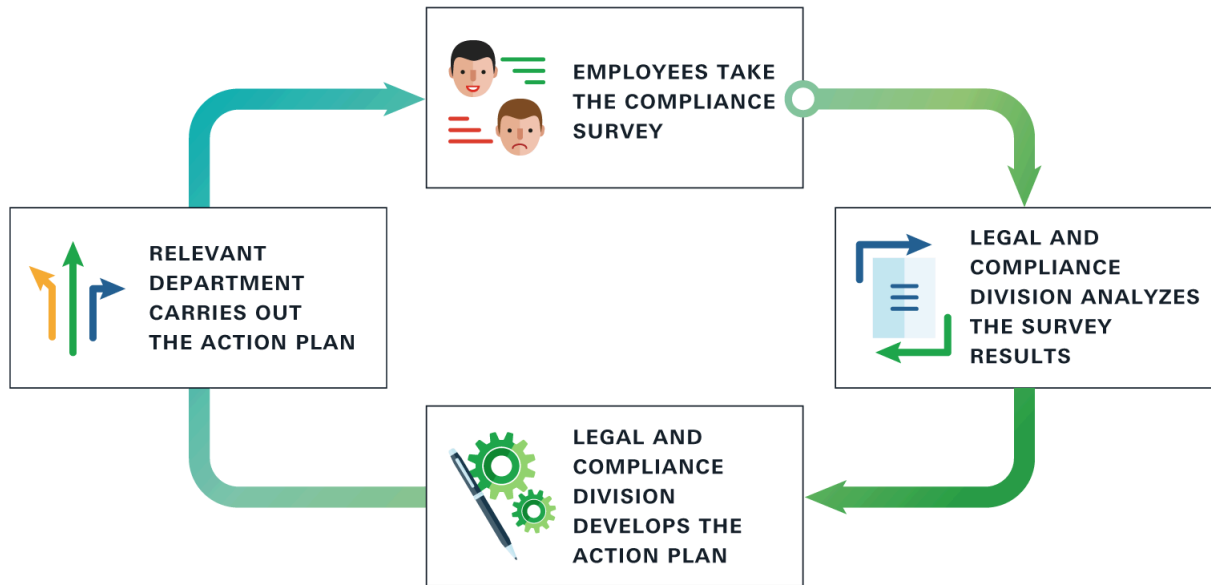 EMPLOYEES TAKE
THE COMPLIANCE
SURVEY
LEGAL AND
COMPLIANCE
DIVISION ANALYZES
THE SURVEY
RESULTS
LEGAL AND
COMPLIANCE
DIVISION
DEVELOPS THE
ACTION PLAN
RELEVANT
DEPARTMENT
CARRIES OUT
THE ACTION PLAN